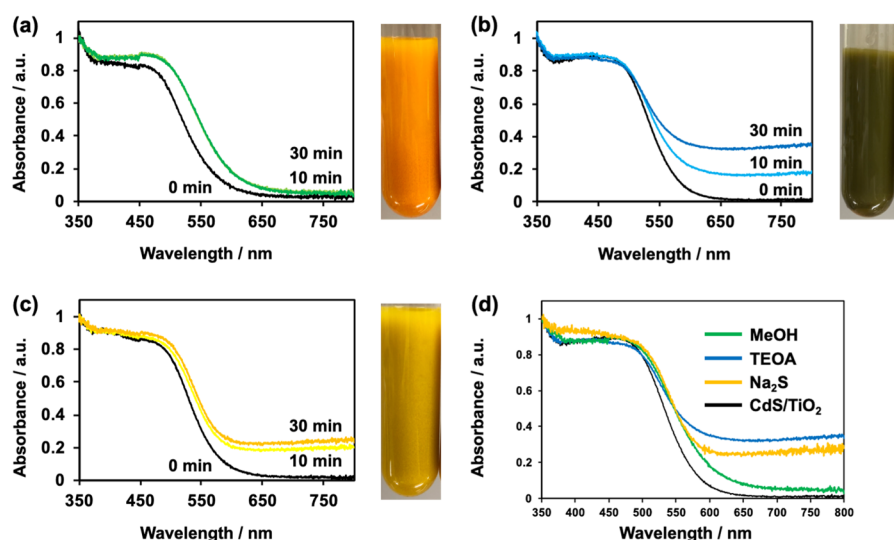 (a)
1
0.8
0.6
0.4
0.2
0
Absorbance / a.u.
30 min
10 min
0 min
350 450 550 650 750
Wavelength / nm
(b)
1
0.8
0.6
0.4
0.2
0
Absorbance / a.u.
30 min
10 min
0 min
350 450 550 650 750
Wavelength / nm
(c)
1
0.8
0.6
0.4
0.2
0
Absorbance / a.u.
30 min
10 min
0 min
350 450 550 650 750
Wavelength / nm
(d)
1
0.8
0.6
0.4
0.2
0
Absorbance / a.u.
MeOH
TEOA
Na₂S
CdS/TiO₂
350 400 450 500 550 600 650 700 750 800
Wavelength / nm